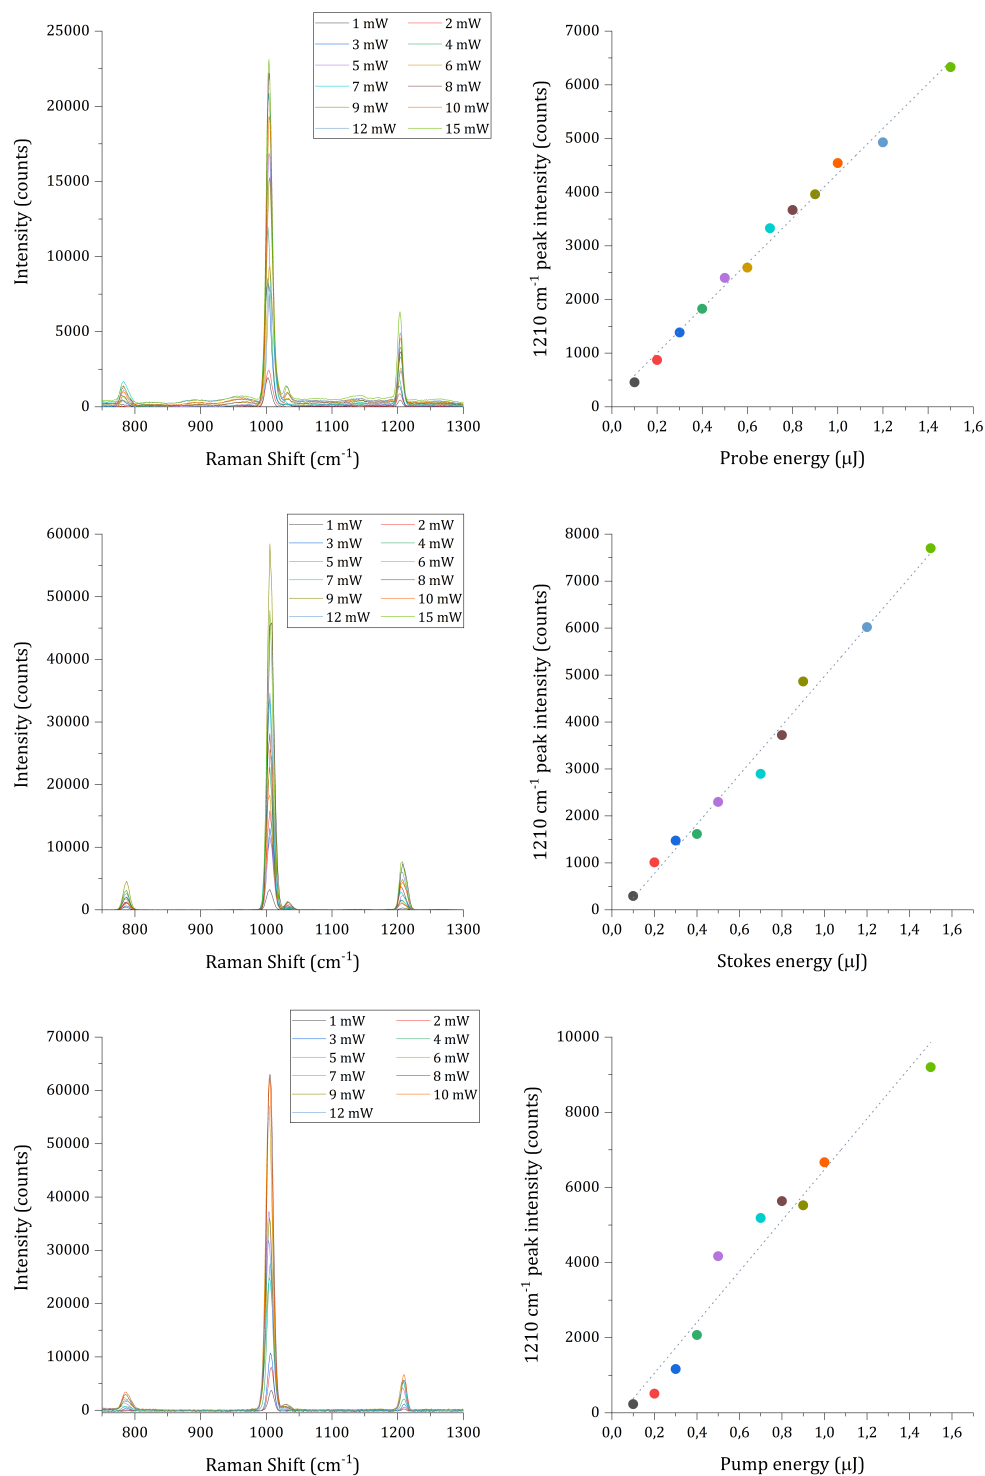 1 mW 2 mW
3 mW 4 mW
5 mW 6 mW
7 mW 8 mW
9 mW 10 mW
12 mW 15 mW
25000
20000
15000
10000
5000
0
Intensity (counts)
800 900 1000 1100 1200 1300
Raman Shift (cm⁻¹)
7000
6000
5000
4000
3000
2000
1000
0
1210 cm⁻¹ peak intensity (counts)
0,0 0,2 0,4 0,6 0,8 1,0 1,2 1,4 1,6
Probe energy (μJ)
1 mW 2 mW
3 mW 4 mW
5 mW 6 mW
7 mW 8 mW
9 mW 10 mW
12 mW 15 mW
60000
50000
40000
30000
20000
10000
0
Intensity (counts)
800 900 1000 1100 1200 1300
Raman Shift (cm⁻¹)
8000
7000
6000
5000
4000
3000
2000
1000
0
1210 cm⁻¹ peak intensity (counts)
0,0 0,2 0,4 0,6 0,8 1,0 1,2 1,4 1,6
Stokes energy (μJ)
1 mW 2 mW
3 mW 4 mW
5 mW 6 mW
7 mW 8 mW
9 mW 10 mW
12 mW
70000
60000
50000
40000
30000
20000
10000
0
Intensity (counts)
800 900 1000 1100 1200 1300
Raman Shift (cm⁻¹)
10000
8000
6000
4000
2000
0
1210 cm⁻¹ peak intensity (counts)
0,0 0,2 0,4 0,6 0,8 1,0 1,2 1,4 1,6
Pump energy (μJ)